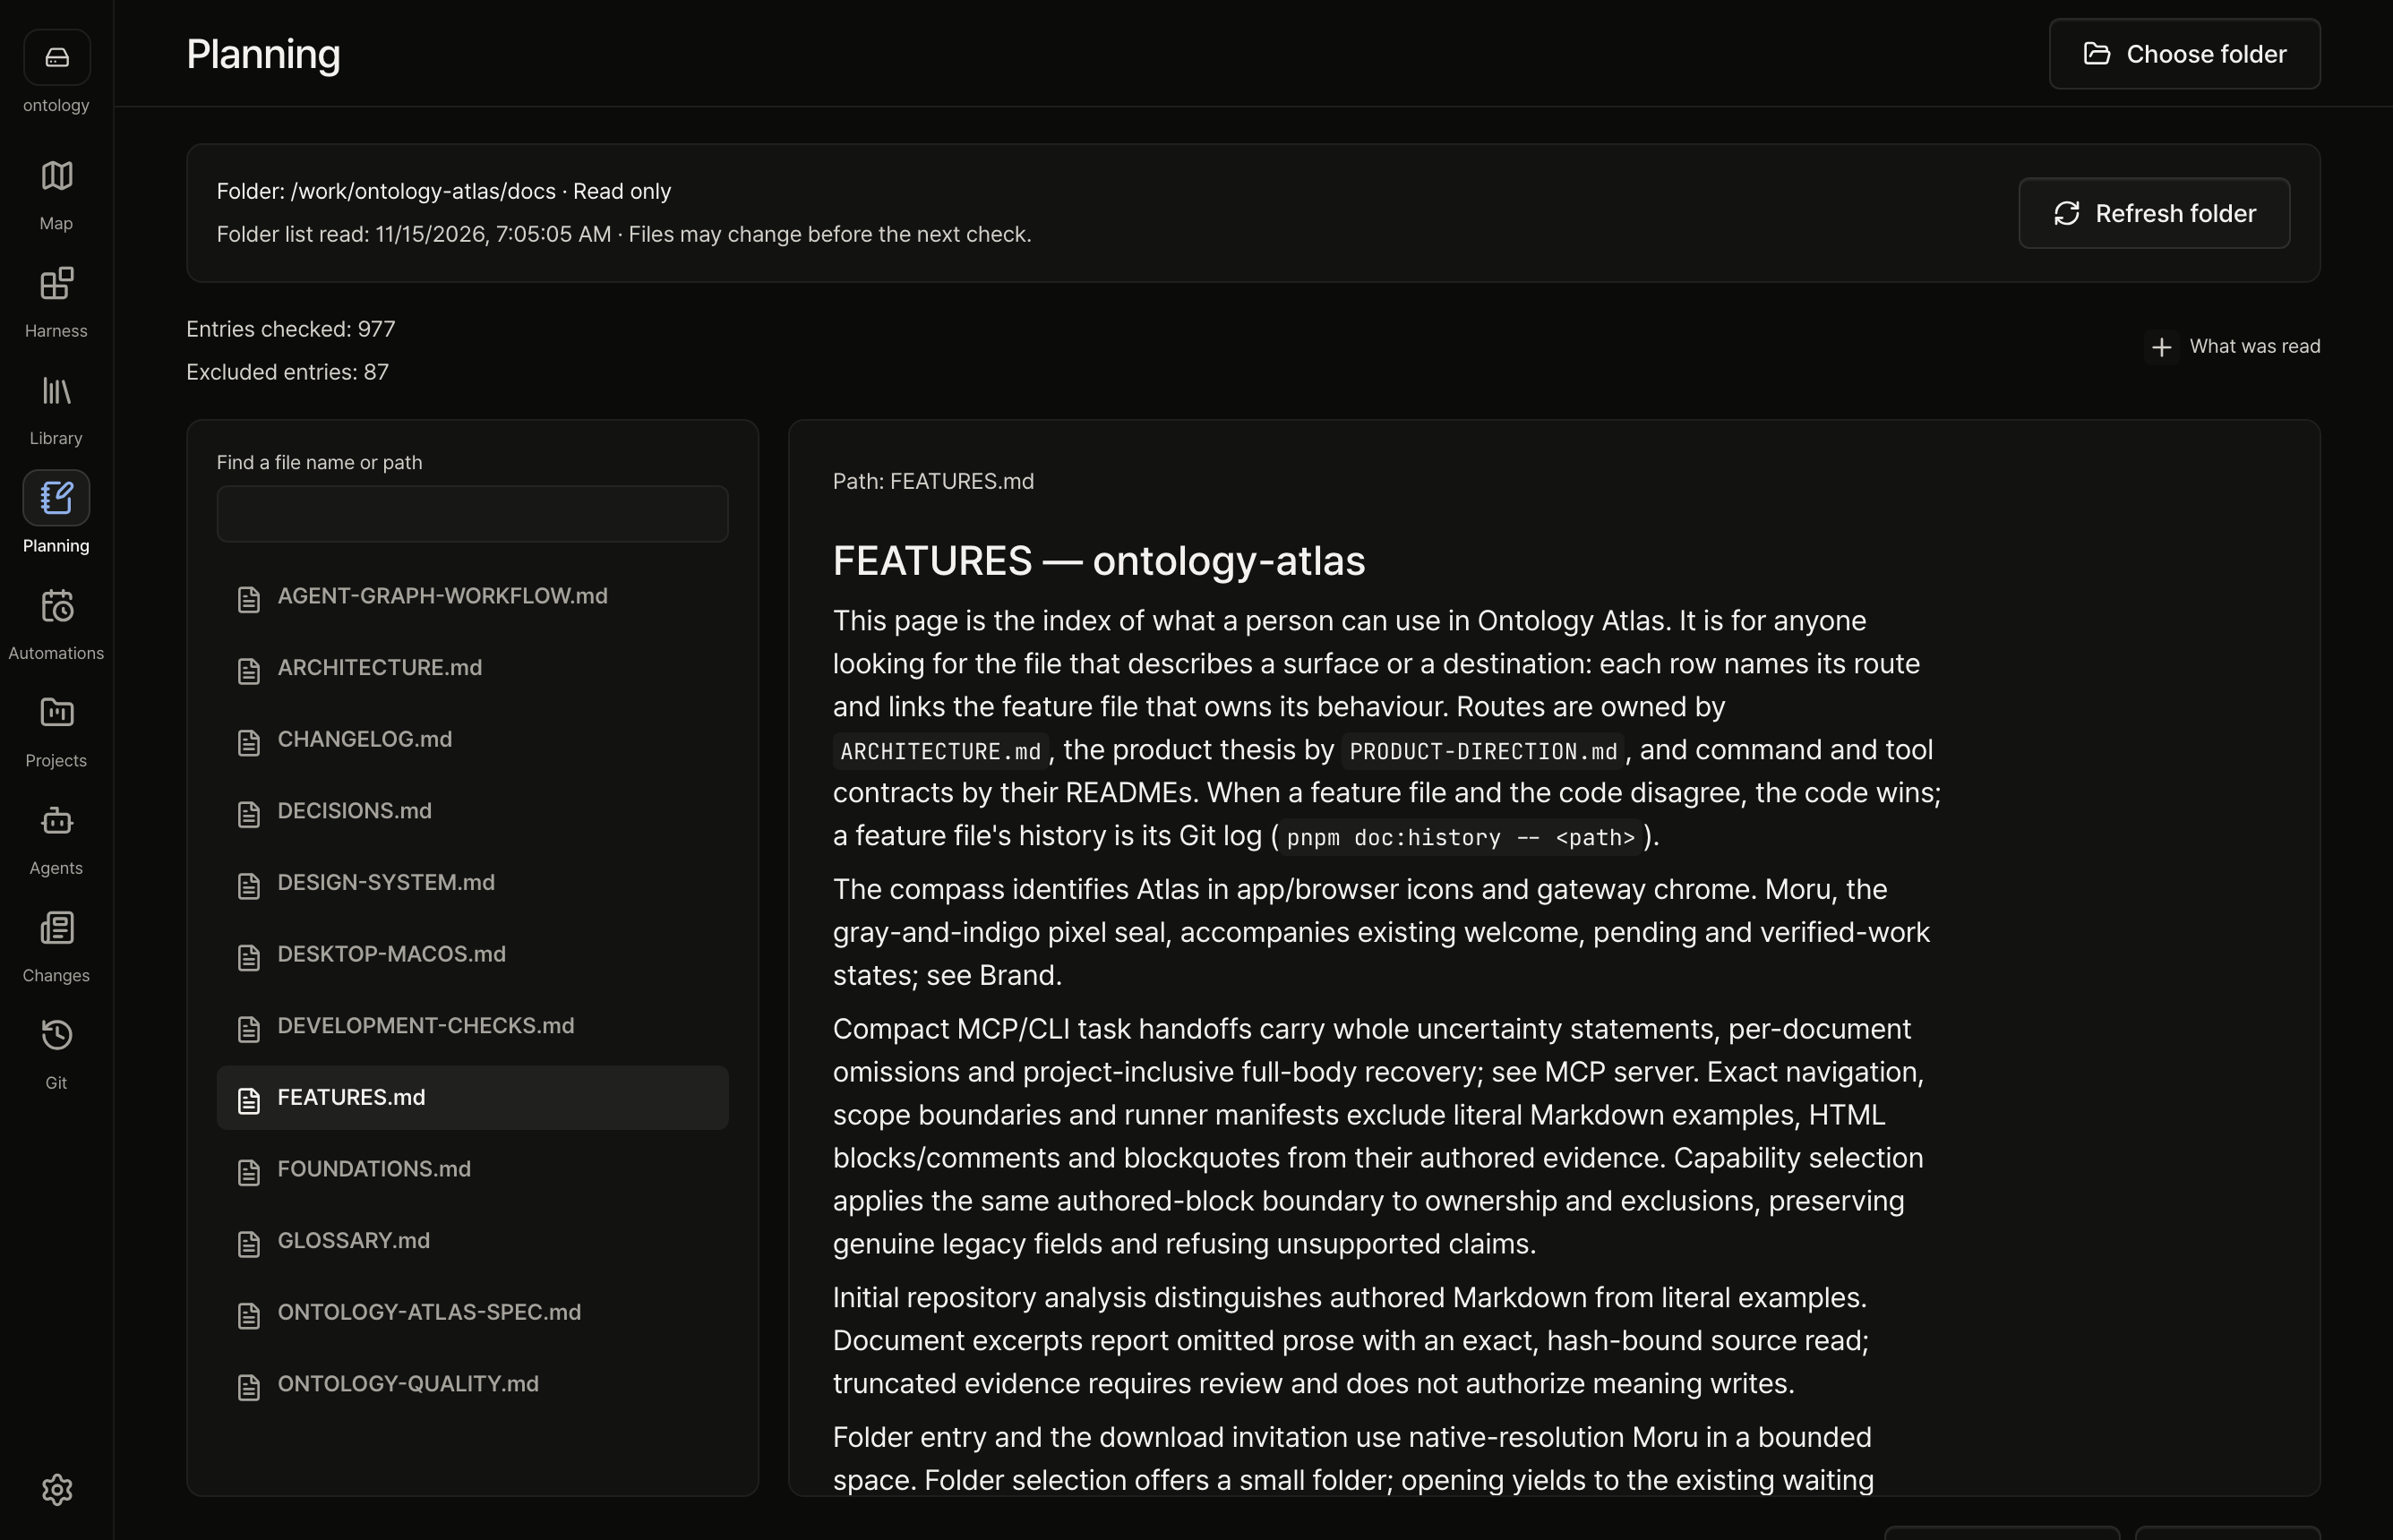 ontology
Map
Harness
Library
Planning
Automations
Projects
Agents
Changes
Git
Planning
Choose folder
Folder: /work/ontology-atlas/docs · Read only
Folder list read: 11/15/2026, 7:05:05 AM · Files may change before the next check.
Refresh folder
Entries checked: 977
Excluded entries: 87
What was read
Find a file name or path
AGENT-GRAPH-WORKFLOW.md
ARCHITECTURE.md
CHANGELOG.md
DECISIONS.md
DESIGN-SYSTEM.md
DESKTOP-MACOS.md
DEVELOPMENT-CHECKS.md
FEATURES.md
FOUNDATIONS.md
GLOSSARY.md
ONTOLOGY-ATLAS-SPEC.md
ONTOLOGY-QUALITY.md
Path: FEATURES.md
FEATURES — ontology-atlas
This page is the index of what a person can use in Ontology Atlas. It is for anyone
looking for the file that describes a surface or a destination: each row names its route
and links the feature file that owns its behaviour. Routes are owned by
ARCHITECTURE.md, the product thesis by PRODUCT-DIRECTION.md, and command and tool
contracts by their READMEs. When a feature file and the code disagree, the code wins;
a feature file's history is its Git log (pnpm doc:history -- <path>).
The compass identifies Atlas in app/browser icons and gateway chrome. Moru, the
gray-and-indigo pixel seal, accompanies existing welcome, pending and verified-work
states; see Brand.
Compact MCP/CLI task handoffs carry whole uncertainty statements, per-document
omissions and project-inclusive full-body recovery; see MCP server. Exact navigation,
scope boundaries and runner manifests exclude literal Markdown examples, HTML
blocks/comments and blockquotes from their authored evidence. Capability selection
applies the same authored-block boundary to ownership and exclusions, preserving
genuine legacy fields and refusing unsupported claims.
Initial repository analysis distinguishes authored Markdown from literal examples.
Document excerpts report omitted prose with an exact, hash-bound source read;
truncated evidence requires review and does not authorize meaning writes.
Folder entry and the download invitation use native-resolution Moru in a bounded
space. Folder selection offers a small folder; opening yields to the existing waiting